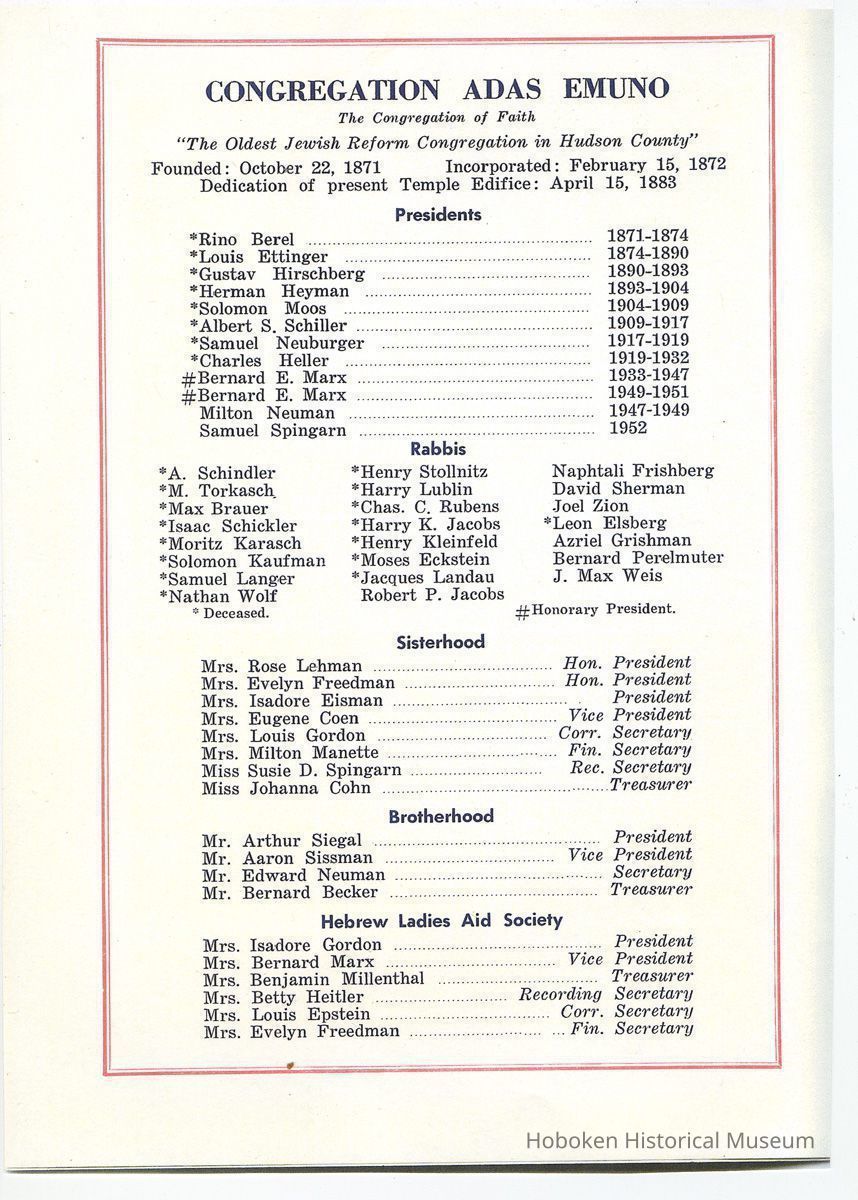 CONGREGATION ADAS EMUNO
The Congregation of Faith
"The Oldest Jewish Reform Congregation in Hudson County"
Founded: October 22, 1871 Incorporated: February 15, 1872
Dedication of present Temple Edifice: April 15, 1883
Presidents
*Rino Berel ........ 1871-1874
*Louis Ettinger ........ 1874-1890
*Gustav Hirschberg ........ 1890-1893
*Herman Heyman ........ 1893-1904
*Solomon Moos ........ 1904-1909
*Albert S. Schiller ........ 1909-1917
*Samuel Neuburger ........ 1917-1919
*Charles Heller ........ 1919-1932
#Bernard E. Marx ........ 1933-1947
#Bernard E. Marx ........ 1949-1951
Milton Neuman ........ 1947-1949
Samuel Spingarn ........ 1952
Rabbis
*A. Schindler *Henry Stollnitz Naphtali Frishberg
*M. Torkasch *Harry Lublin David Sherman
*Max Brauer *Chas. C. Rubens Joel Zion
*Isaac Schickler *Harry K. Jacobs *Leon Elsberg
*Moritz Karasch *Henry Kleinfeld Azriel Grishman
*Solomon Kaufman *Moses Eckstein Bernard Perelmuter
*Samuel Langer *Jacques Landau J. Max Weis
*Nathan Wolf Robert P. Jacobs
* Deceased. #Honorary President.
Sisterhood
Mrs. Rose Lehman ........ Hon. President
Mrs. Evelyn Freedman ........ Hon. President
Mrs. Isadore Eisman ........ President
Mrs. Eugene Coen ........ Vice President
Mrs. Louis Gordon ........ Corr. Secretary
Mrs. Milton Manette ........ Fin. Secretary
Miss Susie D. Spingarn ........ Rec. Secretary
Miss Johanna Cohn ........ Treasurer
Brotherhood
Mr. Arthur Siegal ........ President
Mr. Aaron Sissman ........ Vice President
Mr. Edward Neuman ........ Secretary
Mr. Bernard Becker ........ Treasurer
Hebrew Ladies Aid Society
Mrs. Isadore Gordon ........ President
Mrs. Bernard Marx ........ Vice President
Mrs. Benjamin Millenthal ........ Treasurer
Mrs. Betty Heitler ........ Recording Secretary
Mrs. Louis Epstein ........ Corr. Secretary
Mrs. Evelyn Freedman ........ Fin. Secretary
Hoboken Historical Museum